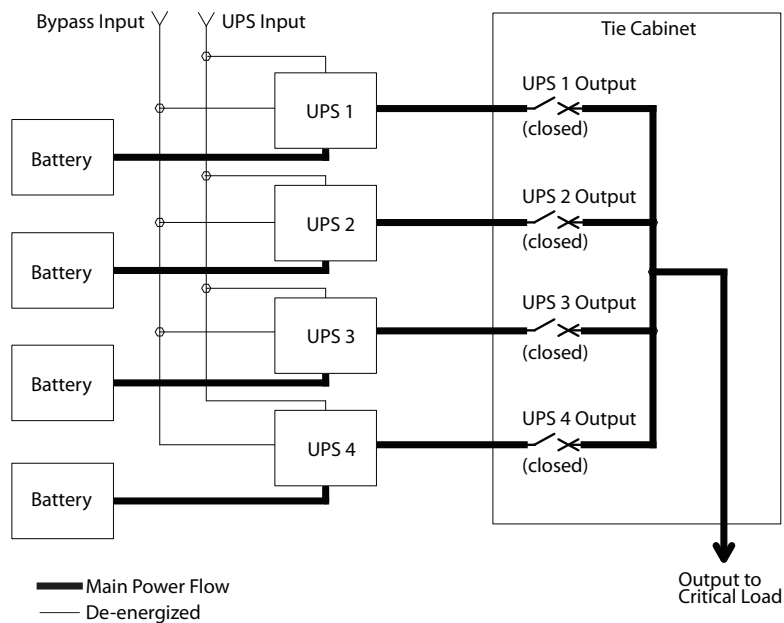 Bypass Input
UPS Input
Tie Cabinet
UPS 1
UPS 1 Output
(closed)
Battery
UPS 2
UPS 2 Output
(closed)
Battery
UPS 3
UPS 3 Output
(closed)
Battery
UPS 4
UPS 4 Output
(closed)
Battery
Main Power Flow
De-energized
Output to
Critical Load